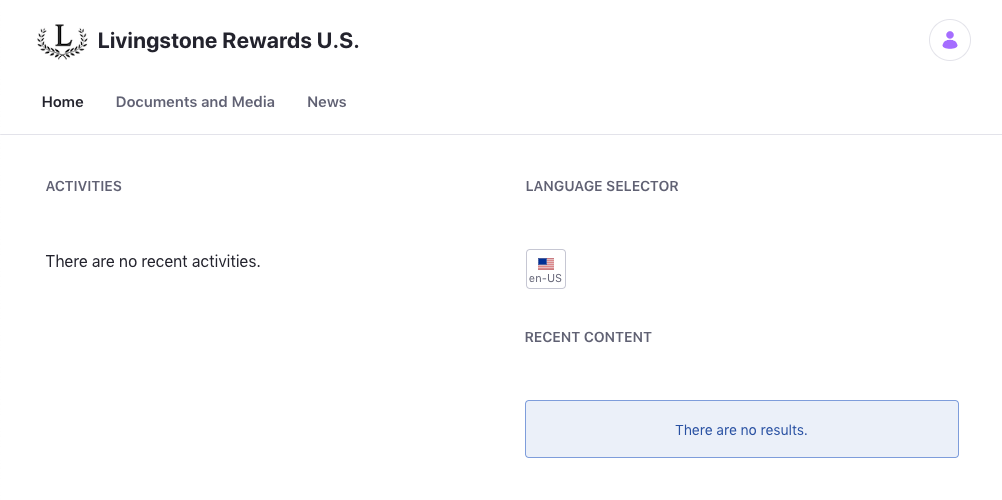 L
Livingstone Rewards U.S.
Home
Documents and Media
News
ACTIVITIES
There are no recent activities.
LANGUAGE SELECTOR
en-US
RECENT CONTENT
There are no results.